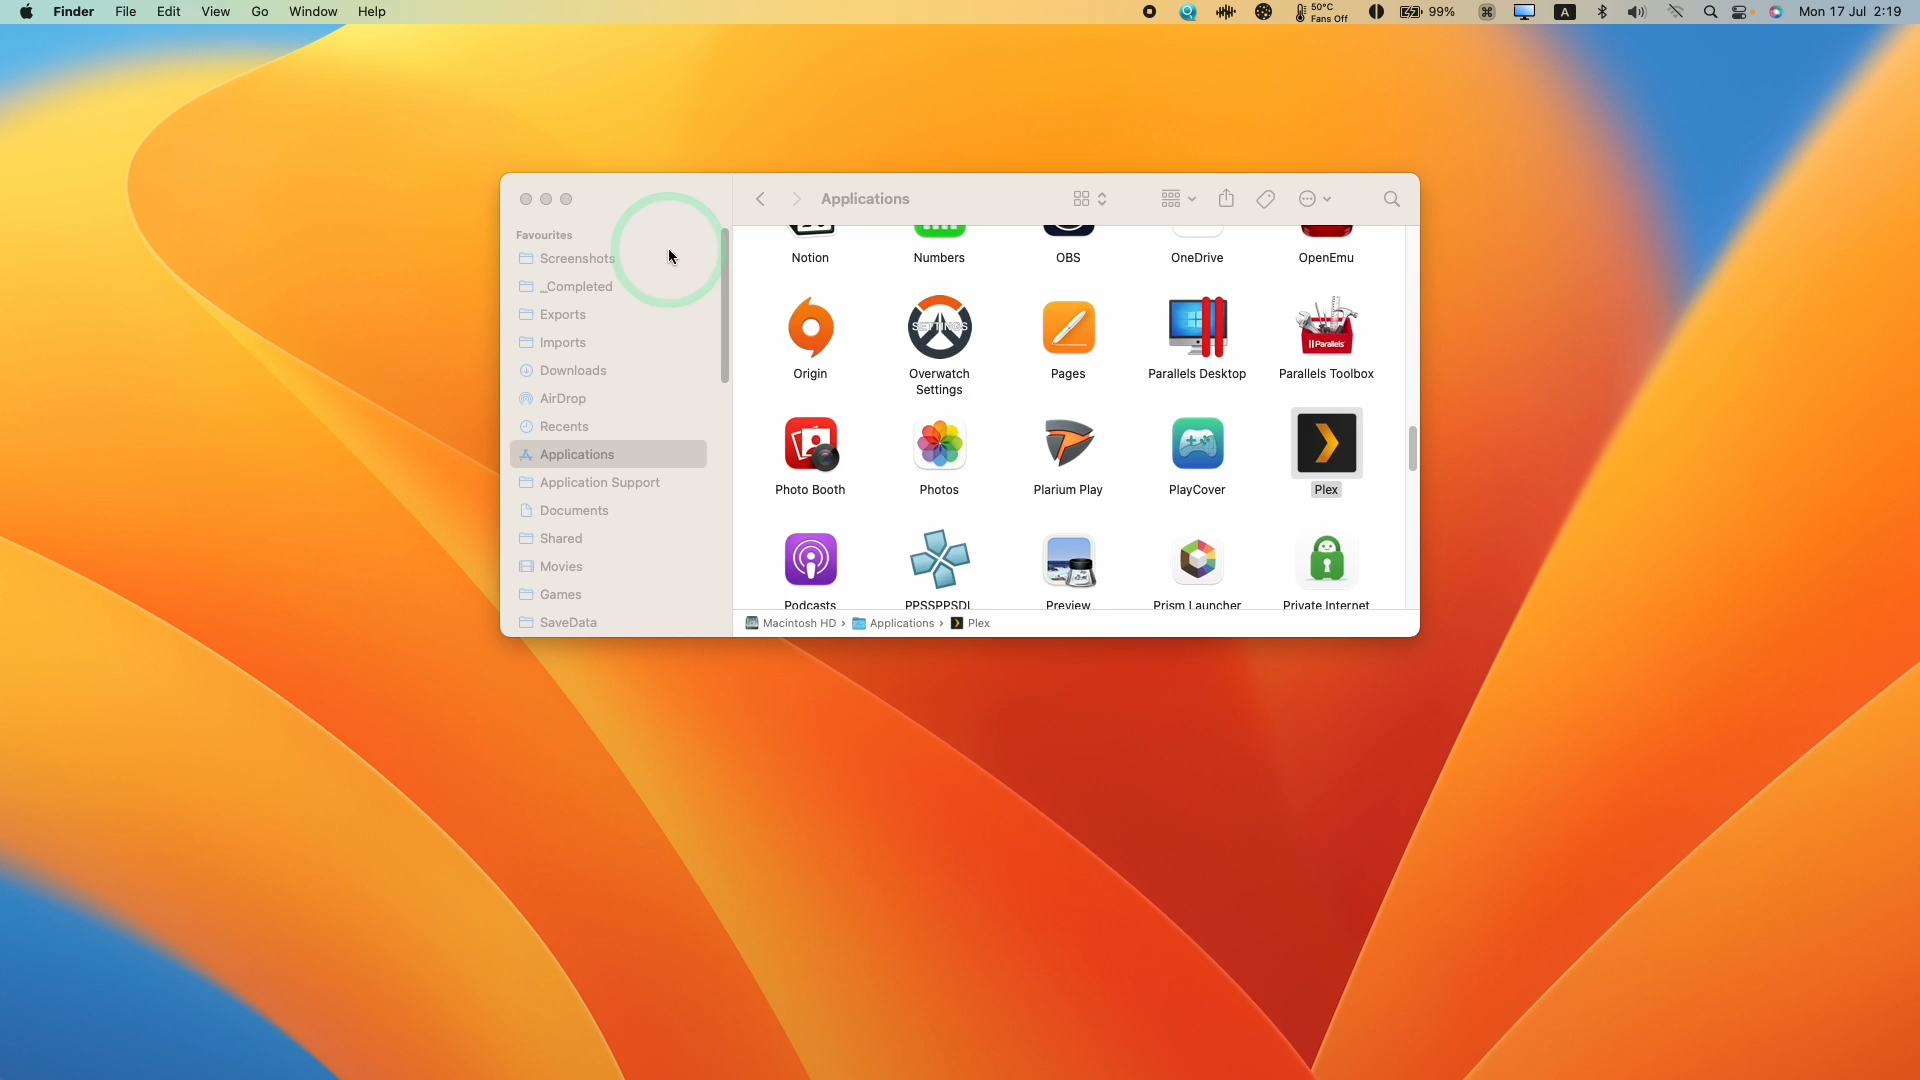 Finder File Edit View Go Window Help
50°C
Fans Off
99%
A
Mon 17 Jul 2:19
Applications
Favourites
Screenshots
_Completed
Exports
Imports
Downloads
AirDrop
Recents
Applications
Application Support
Documents
Shared
Movies
Games
SaveData
Notion Numbers OBS OneDrive OpenEmu
SETTINGS
|| Parallels
Origin Overwatch Settings Pages Parallels Desktop Parallels Toolbox
Photo Booth Photos Plarium Play PlayCover Plex
Podcasts PPSSPPSDL Preview Prism Launcher Private Internet
Macintosh HD › Applications › Plex